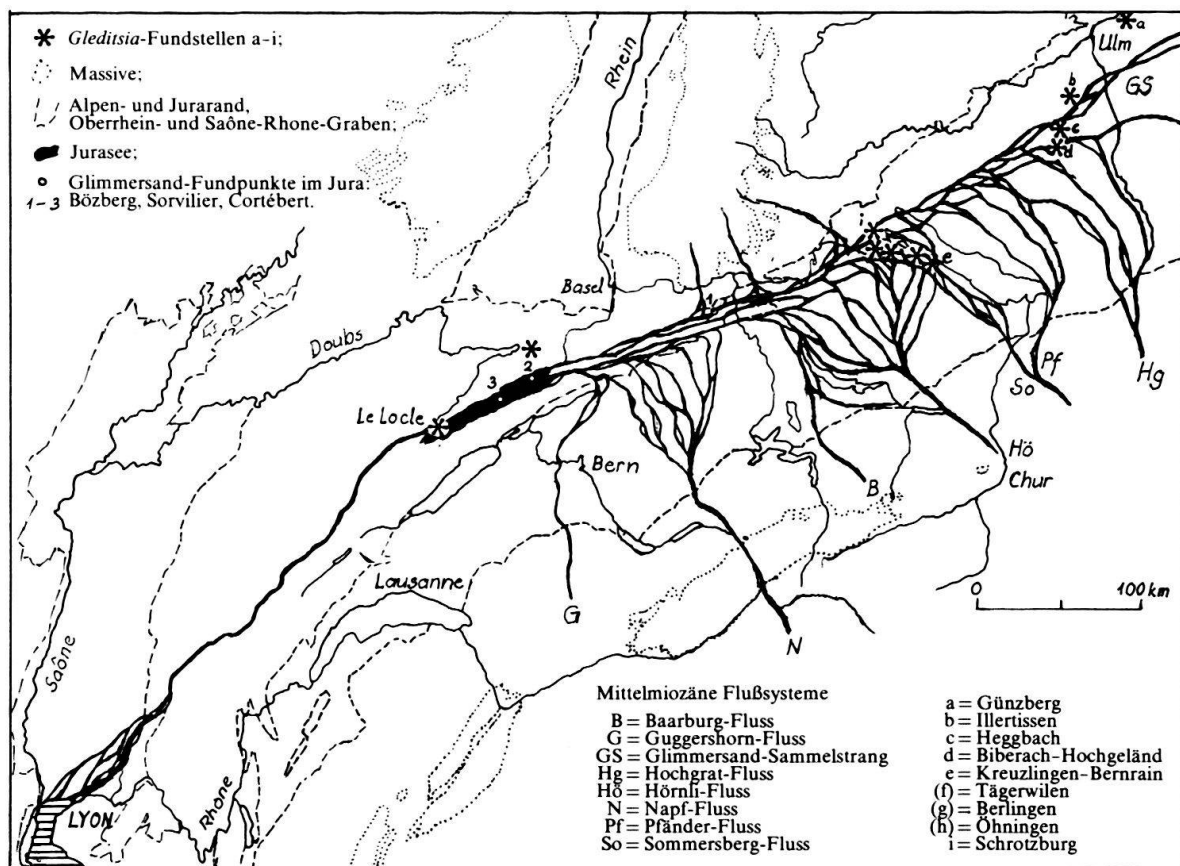 Gleditsia-Fundstellen a-i;
Massive;
Alpen- und Jurarand,
Oberrhein- und Saône-Rhone-Graben;
Jurasee;
Glimmersand-Fundpunkte im Jura:
1-3 Bözberg, Sorvilier, Cortébert.
Rhein
Ulm
a
GS
b
c
d
e
Basel
1
Doubs
2
3
Le Locle
Pf
So
Hg
Hö
Chur
B
Bern
Lausanne
G
N
0 100 km
Saône
LYON
Rhone
Mittelmiozäne Flußsysteme
B = Baarburg-Fluss
G = Guggershorn-Fluss
GS = Glimmersand-Sammelstrang
Hg = Hochgrat-Fluss
Hö = Hörnli-Fluss
N = Napf-Fluss
Pf = Pfänder-Fluss
So = Sommersberg-Fluss
a = Günzberg
b = Illertissen
c = Heggbach
d = Biberach-Hochgeländ
e = Kreuzlingen-Bernrain
(f) = Tägerwilen
(g) = Berlingen
(h) = Öhningen
i = Schrotzburg